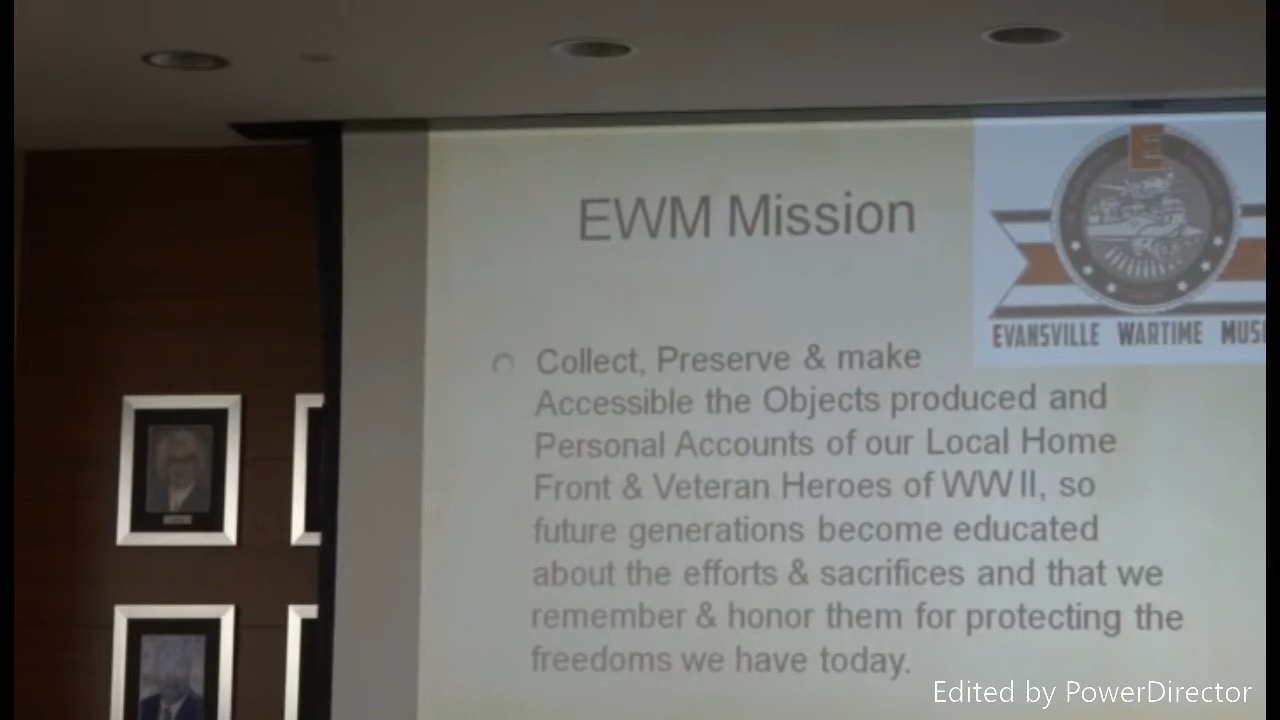 EWM Mission
E
EVANSVILLE WARTIME MUS
Collect, Preserve & make
Accessible the Objects produced and
Personal Accounts of our Local Home
Front & Veteran Heroes of WW II, so
future generations become educated
about the efforts & sacrifices and that we
remember & honor them for protecting the
freedoms we have today.
Edited by PowerDirector